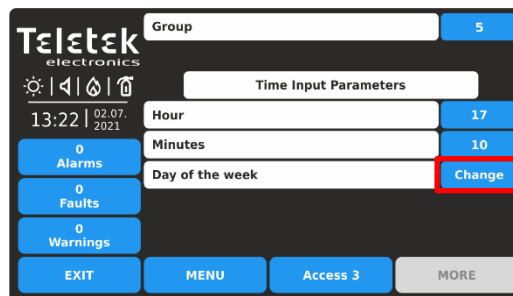 Teletek
electronics
13:22 02.07.
2021
0
Alarms
0
Faults
0
Warnings
EXIT
Group 5
Time Input Parameters
Hour 17
Minutes 10
Day of the week Change
MENU Access 3 MORE